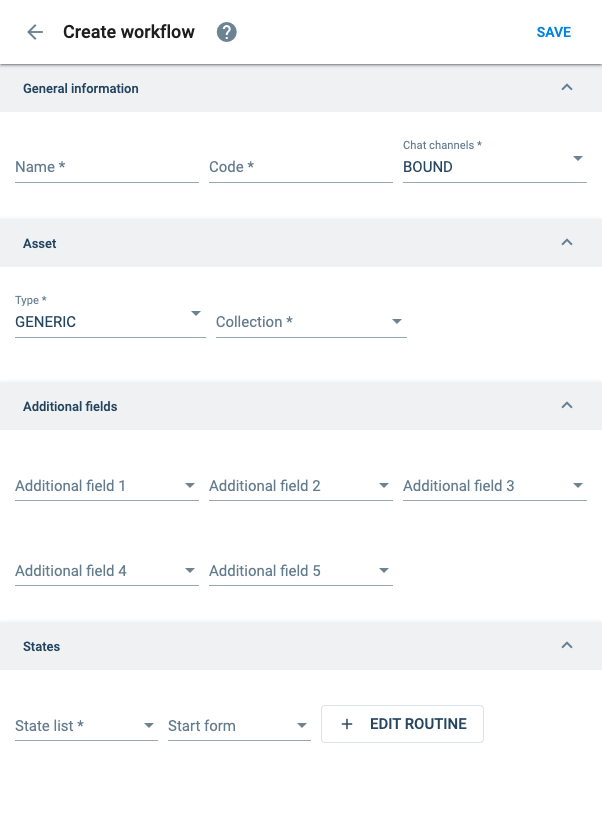 Create workflow ?
SAVE
General information
Chat channels *
Name * Code * BOUND
Asset
Type *
GENERIC Collection *
Additional fields
Additional field 1 Additional field 2 Additional field 3
Additional field 4 Additional field 5
States
State list * Start form + EDIT ROUTINE